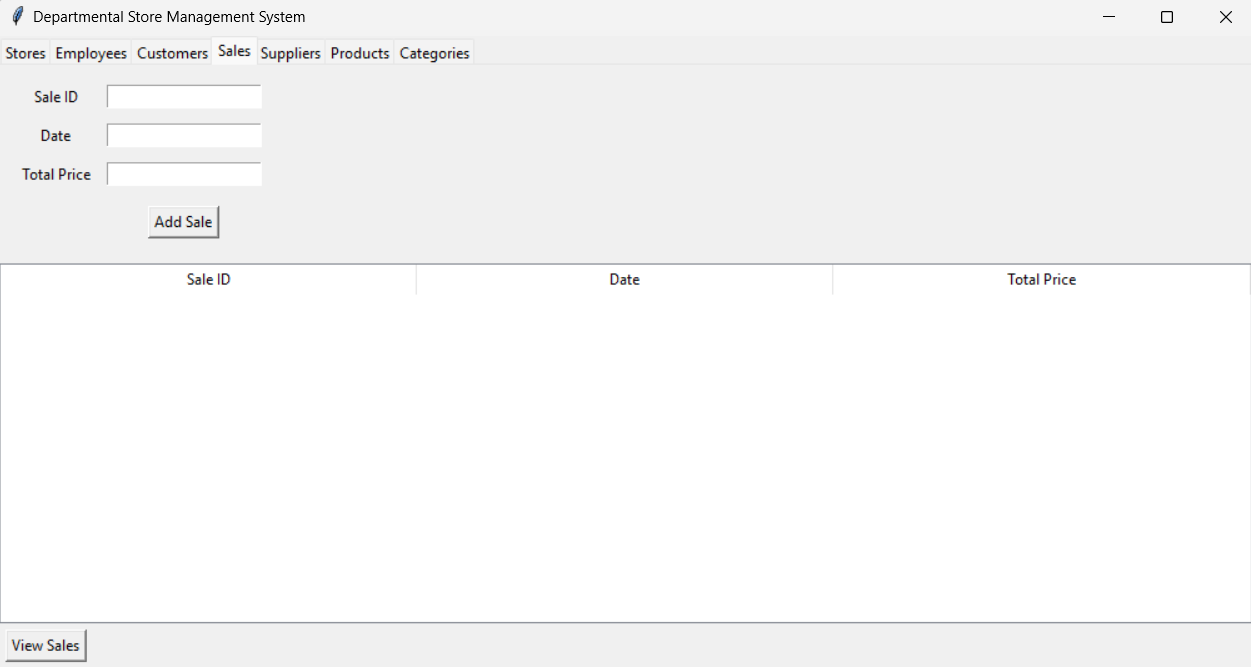 Departmental Store Management System
Stores Employees Customers Sales Suppliers Products Categories
Sale ID
Date
Total Price
Add Sale
Sale ID Date Total Price
View Sales